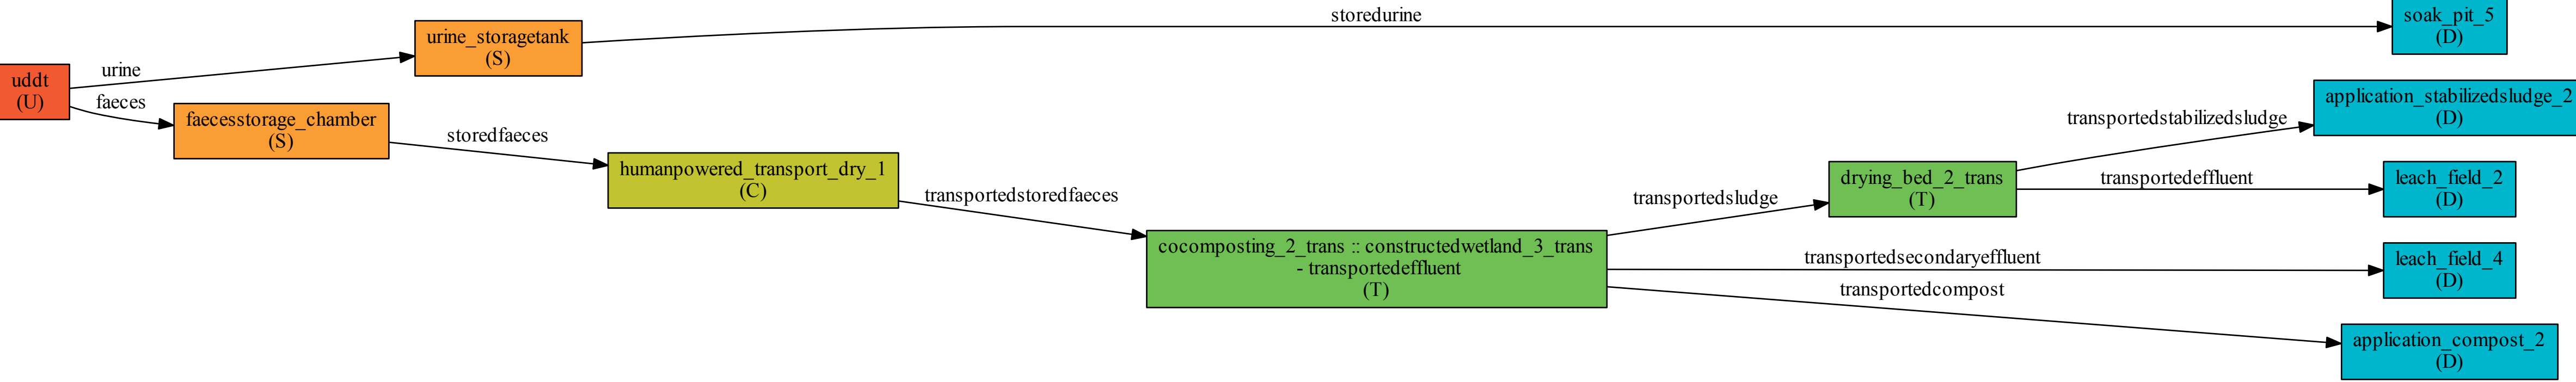 storedurine
soak_pit_5
(D)
urine_storagetank
(S)
urine
uddt
(U)
faeces
faecesstorage_chamber
(S)
storedfaeces
humanpowered_transport_dry_1
(C)
transportedstoredfaeces
cocomposting_2_trans :: constructedwetland_3_trans
- transportedeffluent
(T)
transportedsludge
drying_bed_2_trans
(T)
transportedstabilizedsludge
application_stabilizedsludge_2
(D)
transportedeffluent
leach_field_2
(D)
transportedsecondaryeffluent
leach_field_4
(D)
transportedcompost
application_compost_2
(D)